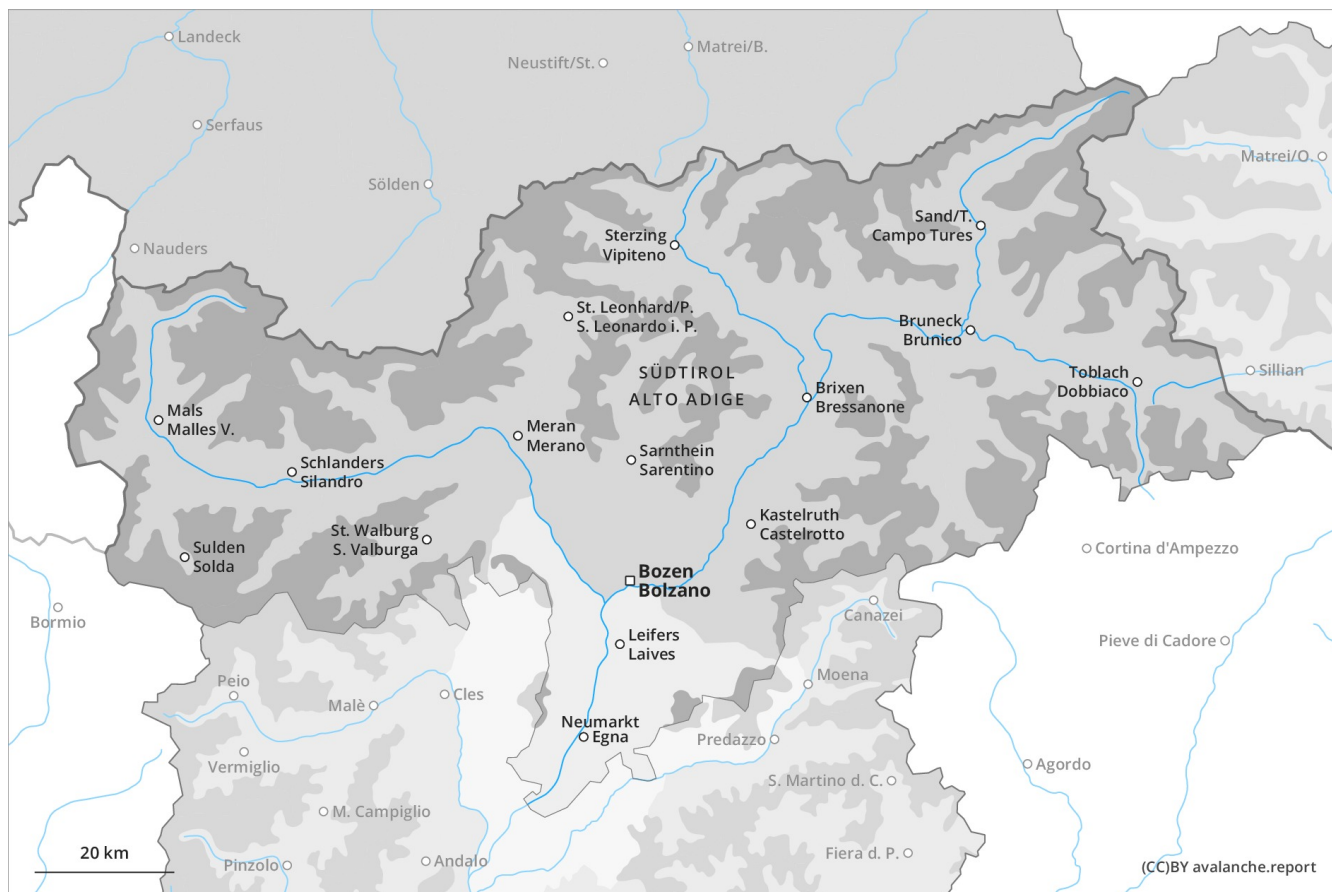 Landeck
Matrei/B.
Neustift/St.
Serfaus
Matrei/O.
Sölden
Sand/T.
Campo Tures
Sterzing
Vipiteno
Nauders
St. Leonhard/P.
S. Leonardo i. P.
Bruneck
Brunico
SÜDTIROL
ALTO ADIGE
Toblach
Dobbiaco
Sillian
Brixen
Bressanone
Mals
Malles V.
Meran
Merano
Sarnthein
Sarentino
Schlanders
Silandro
Kastelruth
Castelrotto
St. Walburg
S. Valburga
Sulden
Solda
Cortina d'Ampezzo
Bozen
Bolzano
Bormio
Canazei
Leifers
Laives
Pieve di Cadore
Peio
Malè
Cles
Moena
Neumarkt
Egna
Predazzo
Vermiglio
Agordo
S. Martino d. C.
M. Campiglio
20 km
Pinzolo
Andalo
Fiera d. P.
(CC)BY avalanche.report